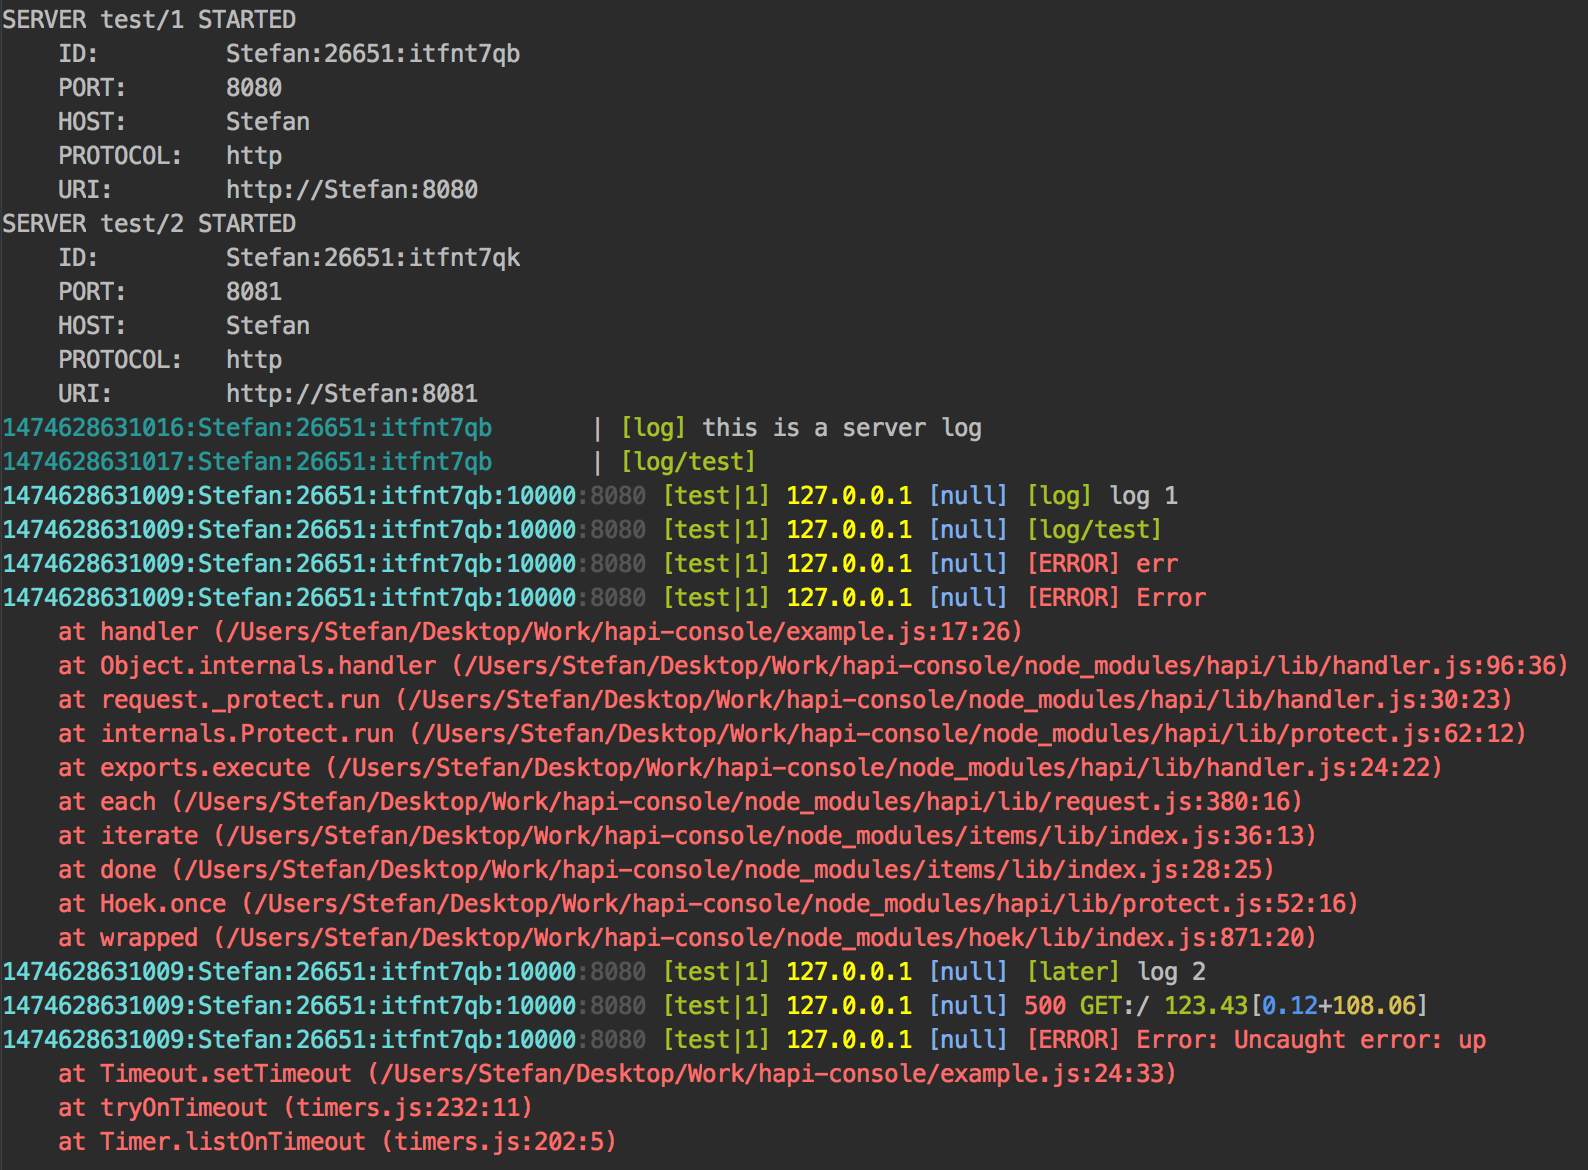 SERVER test/1 STARTED
    ID:         Stefan:26651:itfnt7qb
    PORT:       8080
    HOST:       Stefan
    PROTOCOL:   http
    URI:        http://Stefan:8080
SERVER test/2 STARTED
    ID:         Stefan:26651:itfnt7qk
    PORT:       8081
    HOST:       Stefan
    PROTOCOL:   http
    URI:        http://Stefan:8081
1474628631016:Stefan:26651:itfnt7qb       | [log] this is a server log
1474628631017:Stefan:26651:itfnt7qb       | [log/test]
1474628631009:Stefan:26651:itfnt7qb:10000:8080 [test|1] 127.0.0.1 [null] [log] log 1
1474628631009:Stefan:26651:itfnt7qb:10000:8080 [test|1] 127.0.0.1 [null] [log/test]
1474628631009:Stefan:26651:itfnt7qb:10000:8080 [test|1] 127.0.0.1 [null] [ERROR] err
1474628631009:Stefan:26651:itfnt7qb:10000:8080 [test|1] 127.0.0.1 [null] [ERROR] Error
    at handler (/Users/Stefan/Desktop/Work/hapi-console/example.js:17:26)
    at Object.internals.handler (/Users/Stefan/Desktop/Work/hapi-console/node_modules/hapi/lib/handler.js:96:36)
    at request._protect.run (/Users/Stefan/Desktop/Work/hapi-console/node_modules/hapi/lib/handler.js:30:23)
    at internals.Protect.run (/Users/Stefan/Desktop/Work/hapi-console/node_modules/hapi/lib/protect.js:62:12)
    at exports.execute (/Users/Stefan/Desktop/Work/hapi-console/node_modules/hapi/lib/handler.js:24:22)
    at each (/Users/Stefan/Desktop/Work/hapi-console/node_modules/hapi/lib/request.js:380:16)
    at iterate (/Users/Stefan/Desktop/Work/hapi-console/node_modules/items/lib/index.js:36:13)
    at done (/Users/Stefan/Desktop/Work/hapi-console/node_modules/items/lib/index.js:28:25)
    at Hoek.once (/Users/Stefan/Desktop/Work/hapi-console/node_modules/hapi/lib/protect.js:52:16)
    at wrapped (/Users/Stefan/Desktop/Work/hapi-console/node_modules/hoek/lib/index.js:871:20)
1474628631009:Stefan:26651:itfnt7qb:10000:8080 [test|1] 127.0.0.1 [null] [later] log 2
1474628631009:Stefan:26651:itfnt7qb:10000:8080 [test|1] 127.0.0.1 [null] 500 GET:/ 123.43[0.12+108.06]
1474628631009:Stefan:26651:itfnt7qb:10000:8080 [test|1] 127.0.0.1 [null] [ERROR] Error: Uncaught error: up
    at Timeout.setTimeout (/Users/Stefan/Desktop/Work/hapi-console/example.js:24:33)
    at tryOnTimeout (timers.js:232:11)
    at Timer.listOnTimeout (timers.js:202:5)